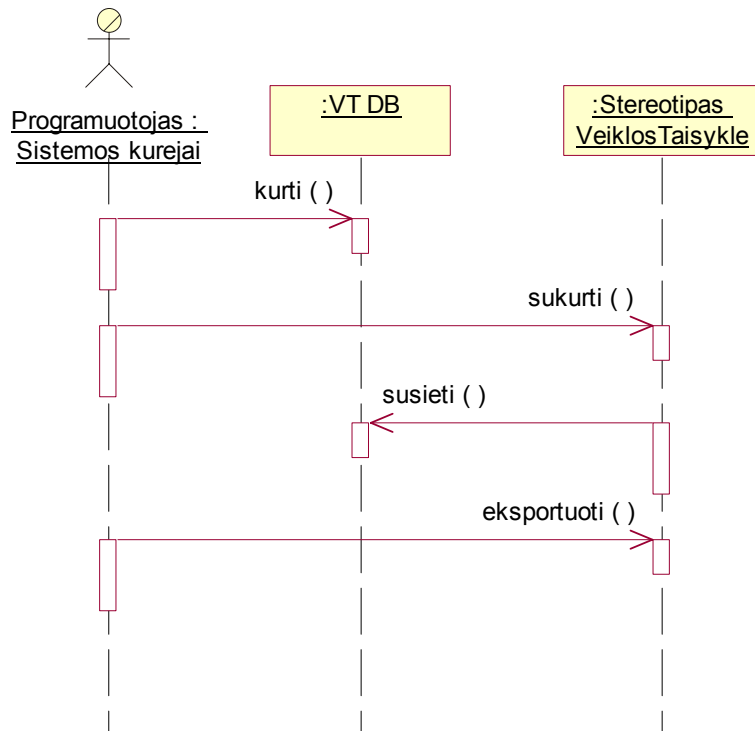 Programuotojas :
Sistemos kurejai
:VT DB
:Stereotipas
VeiklosTaisykle
kurti ( )
sukurti ( )
susieti ( )
eksportuoti ( )